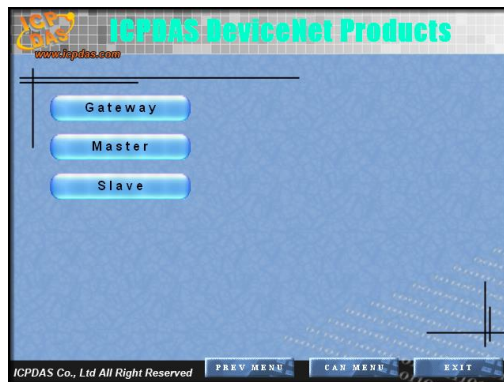 ICP
DAS
www.icpdas.com
ICPDAS DeviceNet Products
Gateway
Master
Slave
ICPDAS Co., Ltd All Right Reserved
PREV MENU
CAN MENU
EXIT